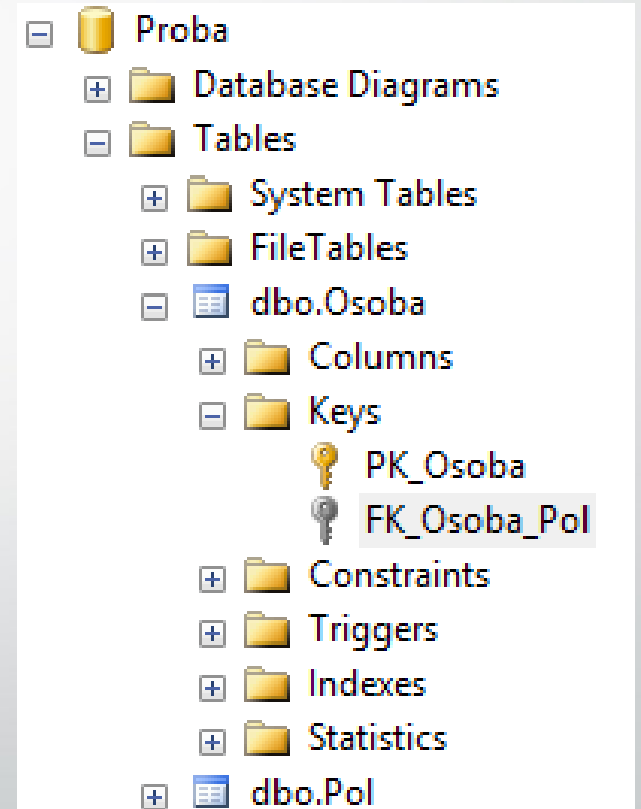 Proba
Database Diagrams
Tables
System Tables
FileTables
dbo.Osoba
Columns
Keys
PK_Osoba
FK_Osoba_Pol
Constraints
Triggers
Indexes
Statistics
dbo.Pol